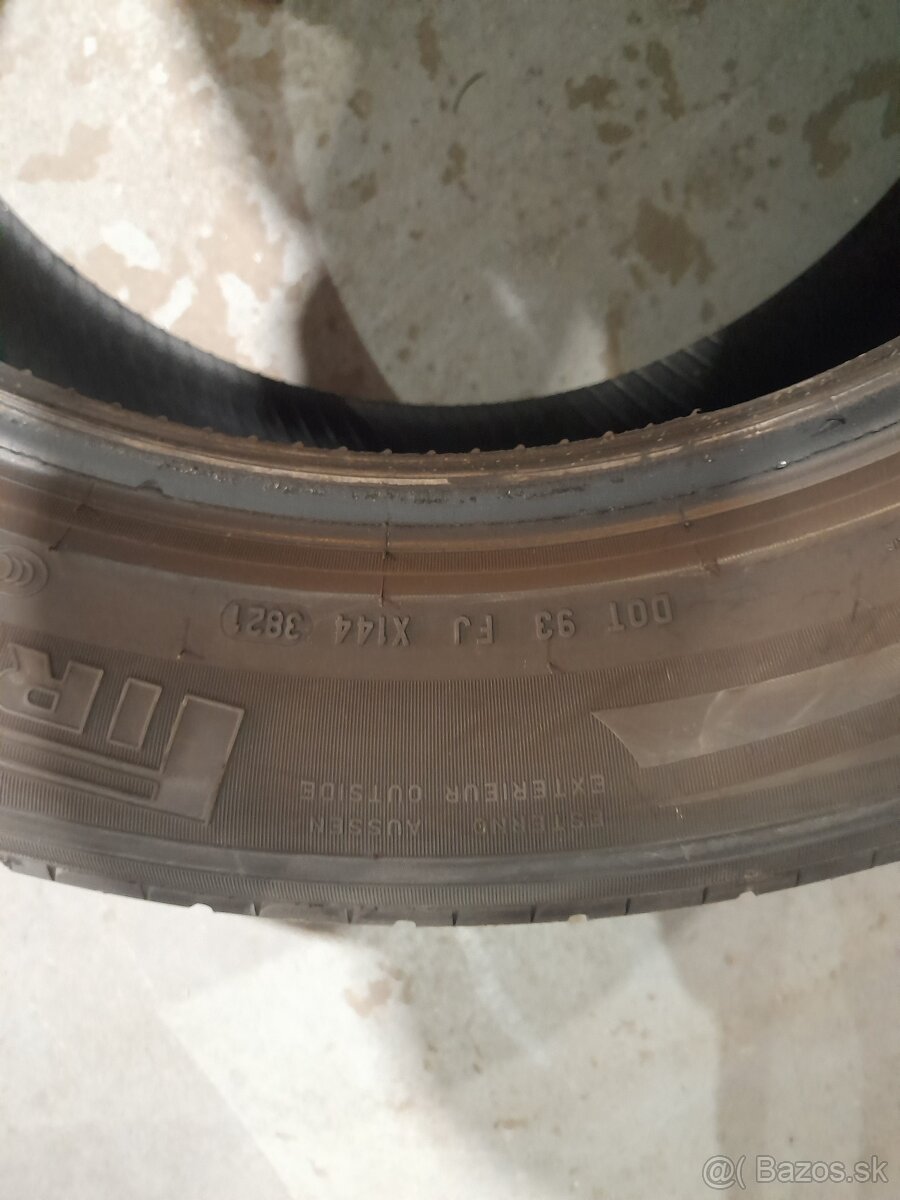 DOT 93 FJ X144 3821
ESTERNO AUSSEN
EXTERIEUR OUTSIDE
@( Bazos.sk